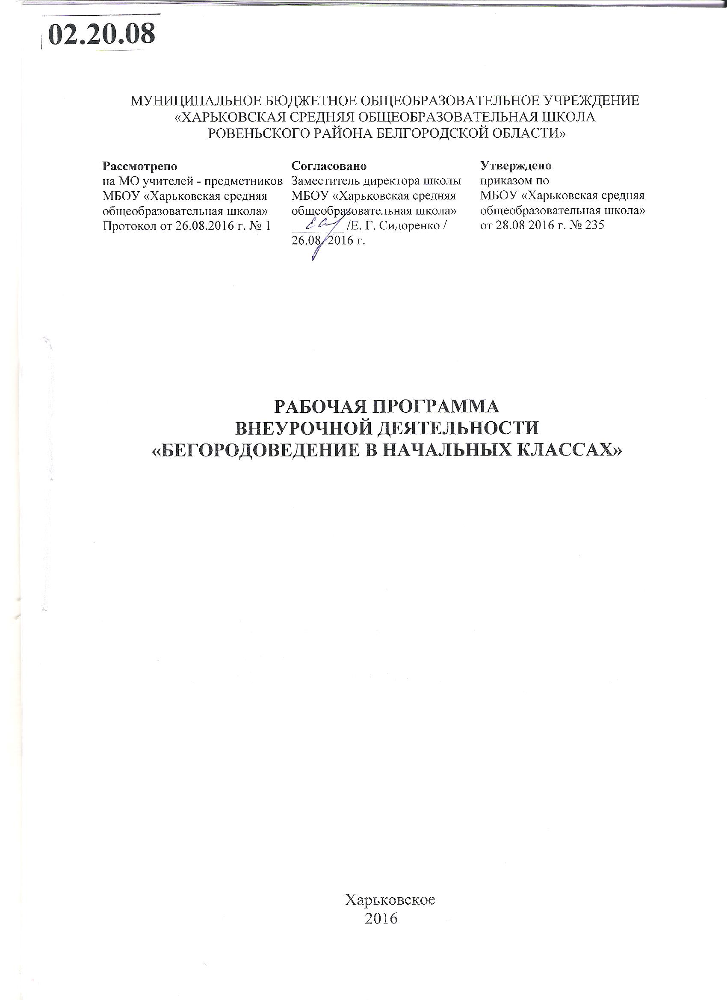 02.20.08
МУНИЦИПАЛЬНОЕ БЮДЖЕТНОЕ ОБЩЕОБРАЗОВАТЕЛЬНОЕ УЧРЕЖДЕНИЕ
«ХАРЬКОВСКАЯ СРЕДНЯЯ ОБЩЕОБРАЗОВАТЕЛЬНАЯ ШКОЛА
РОВЕНЬСКОГО РАЙОНА БЕЛГОРОДСКОЙ ОБЛАСТИ»
Рассмотрено
на МО учителей - предметников
МБОУ «Харьковская средняя
общеобразовательная школа»
Протокол от 26.08.2016 г. № 1
Согласовано
Заместитель директора школы
МБОУ «Харьковская средняя
общеобразовательная школа»
________ /Е. Г. Сидоренко /
26.08. 2016 г.
Утверждено
приказом по
МБОУ «Харьковская средняя
общеобразовательная школа»
от 28.08 2016 г. № 235
РАБОЧАЯ ПРОГРАММА
ВНЕУРОЧНОЙ ДЕЯТЕЛЬНОСТИ
«БЕГОРОДОВЕДЕНИЕ В НАЧАЛЬНЫХ КЛАССАХ»
Харьковское
2016